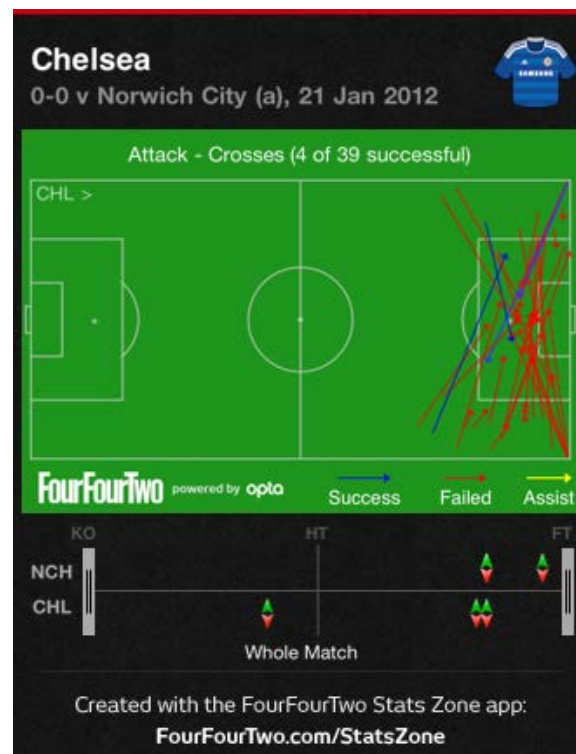 Chelsea
0-0 v Norwich City (a), 21 Jan 2012
SAMSUNG
Attack - Crosses (4 of 39 successful)
CHL >
FourFourTwo powered by opta
Success Failed Assist
KO HT FT
NCH
CHL
Whole Match
Created with the FourFourTwo Stats Zone app:
FourFourTwo.com/StatsZone